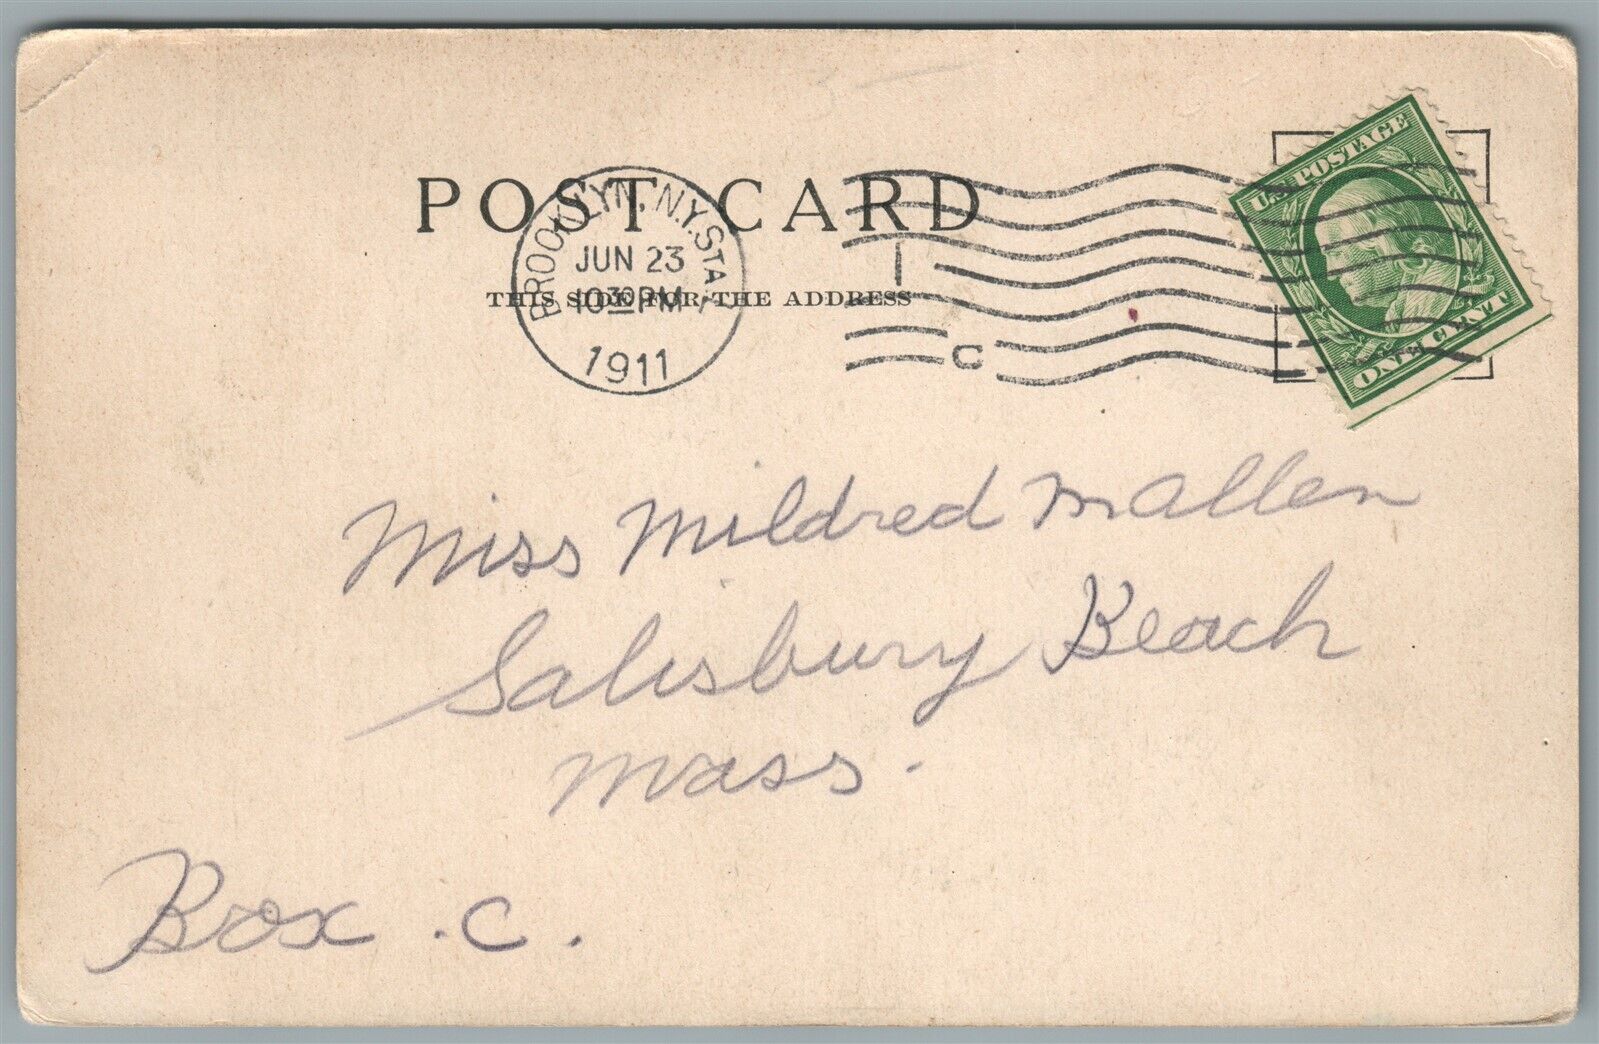 POST CARD
THIS SIDE FOR THE ADDRESS
BROOKLYN, N.Y. STA.
JUN 23
10 30 PM
1911
C
U.S. POSTAGE
ONE CENT
Miss Mildred Mallen
Salisbury Beach
Mass.
Box .C.